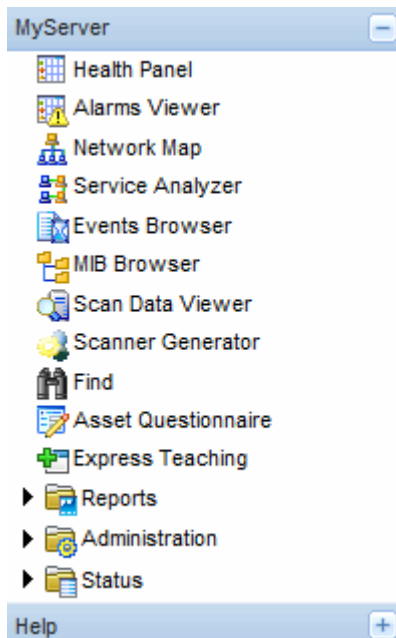 MyServer
Health Panel
Alarms Viewer
Network Map
Service Analyzer
Events Browser
MIB Browser
Scan Data Viewer
Scanner Generator
Find
Asset Questionnaire
Express Teaching
Reports
Administration
Status
Help